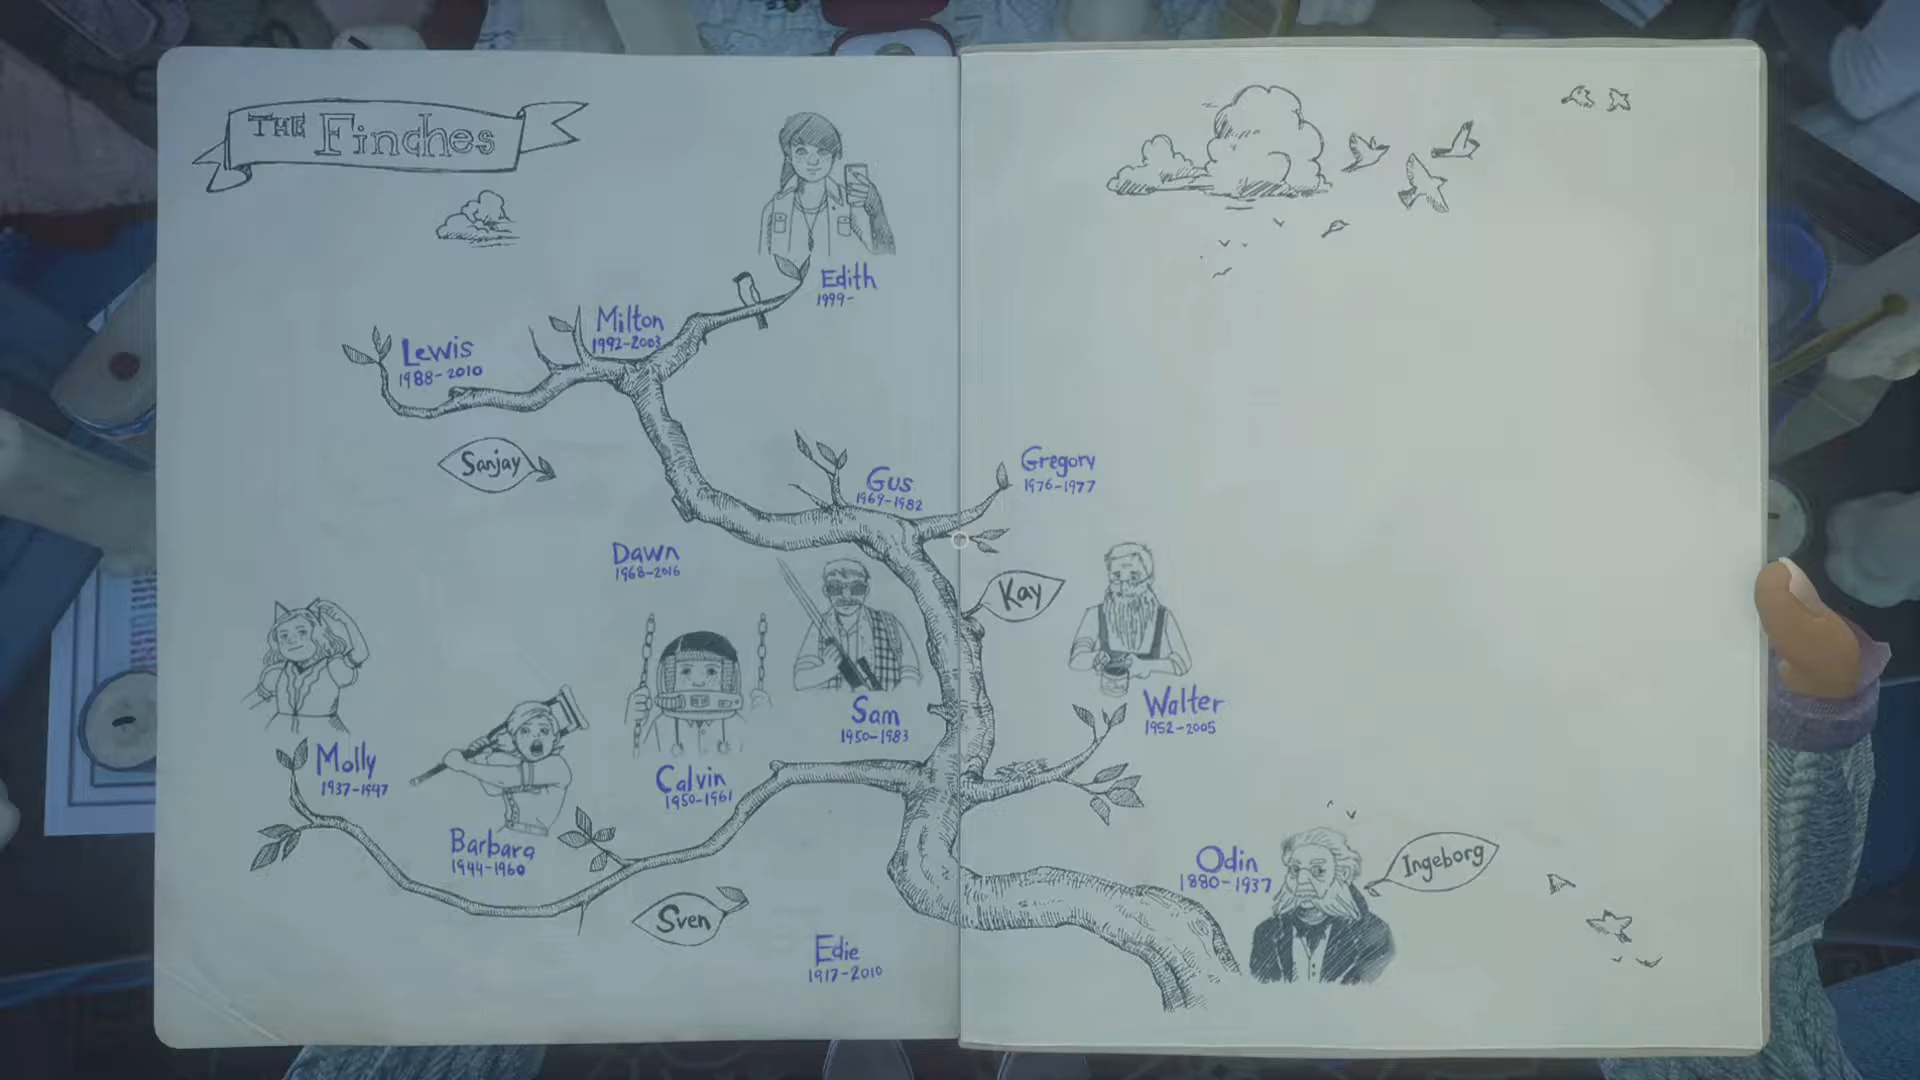 THE Finches
Edith
1999-
Milton
1992-2003
Lewis
1988-2010
Sanjay
Gus
1969-1982
Gregory
1976-1977
Dawn
1968-2016
Kay
Sam
1950-1983
Walter
1952-2005
Molly
1937-1947
Calvin
1950-1961
Barbara
1944-1960
Sven
Odin
1880-1937
Ingeborg
Edie
1917-2010